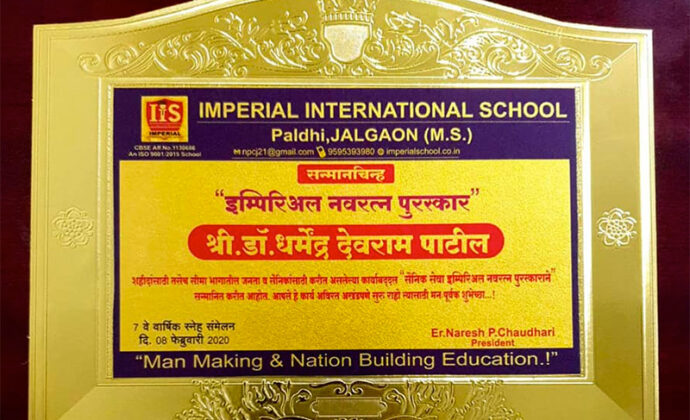 IIS
IMPERIAL
CBSE Aff.No.1130686
An ISO 9001:2015 School
IMPERIAL INTERNATIONAL SCHOOL
Paldhi,JALGAON (M.S.)
npcj21@gmail.com 9595393980 imperialschool.co.in
सन्मानचिन्ह
“इम्पिरिअल नवरत्न पुरस्कार”
श्री.डॉ.धर्मेंद्र देवराम पाटील
शहीदांसाठी तसेच सीमा भागातील जनता व सैनिकांसाठी करीत असलेल्या कार्याबद्दल “सैनिक सेवा इम्पिरिअल नवरत्न पुरस्काराने”
सन्मानित करीत आहोत. आपले हे कार्य अविरत अखंडपणे सुरु राहो त्यासाठी मन पूर्वक शुभेच्छा...!
7 वे वार्षिक स्नेह संमेलन
दि. 08 फेब्रुवारी 2020
Er.Naresh P.Chaudhari
President
“Man Making & Nation Building Education.!”